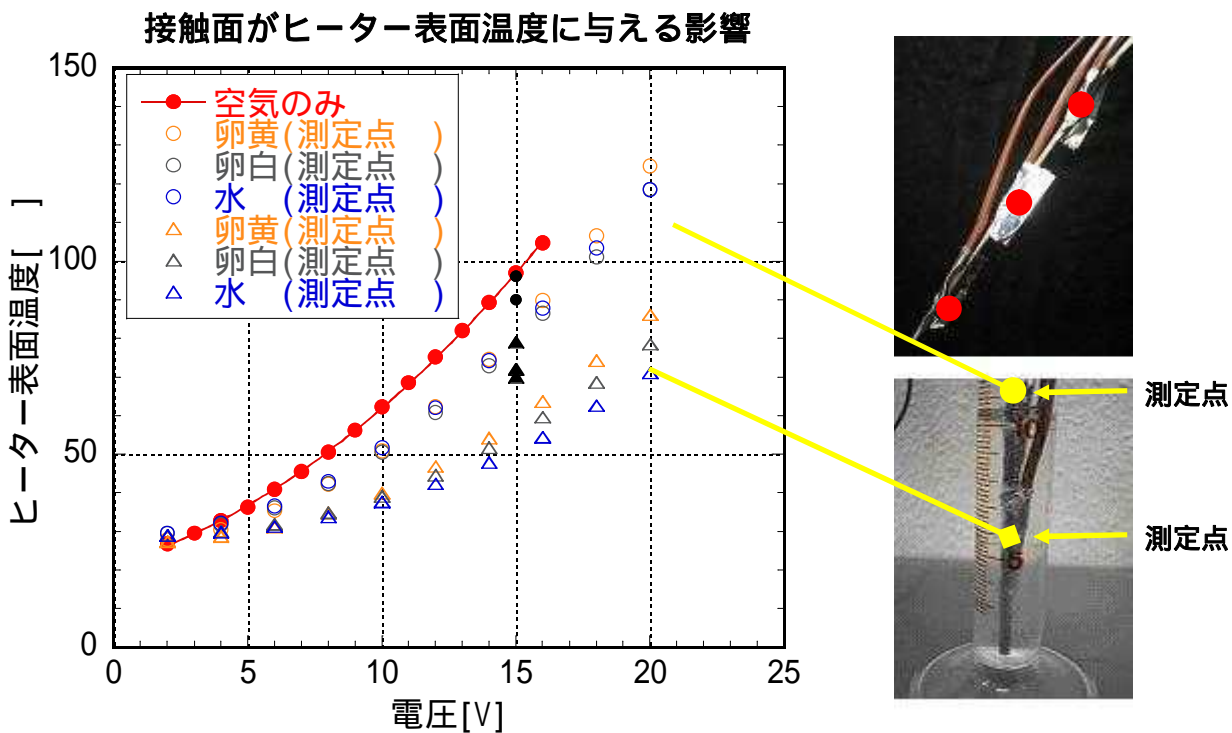 接触面がヒーター表面温度に与える影響
150
空気のみ
卵黄(測定点 )
卵白(測定点 )
水 (測定点 )
卵黄(測定点 )
卵白(測定点 )
水 (測定点 )
100
50
0
ヒーター表面温度[ ]
0 5 10 15 20 25
電圧[V]
測定点
10
測定点
5